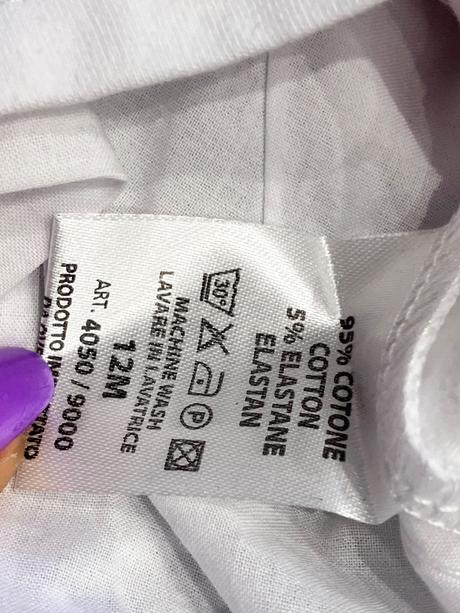 95% COTONE
COTTON
5% ELASTANE
ELASTAN
30°
P
MACHINE WASH
LAVARE IN LAVATRICE
12M
ART. 4050 / 9000
PRODOTTO